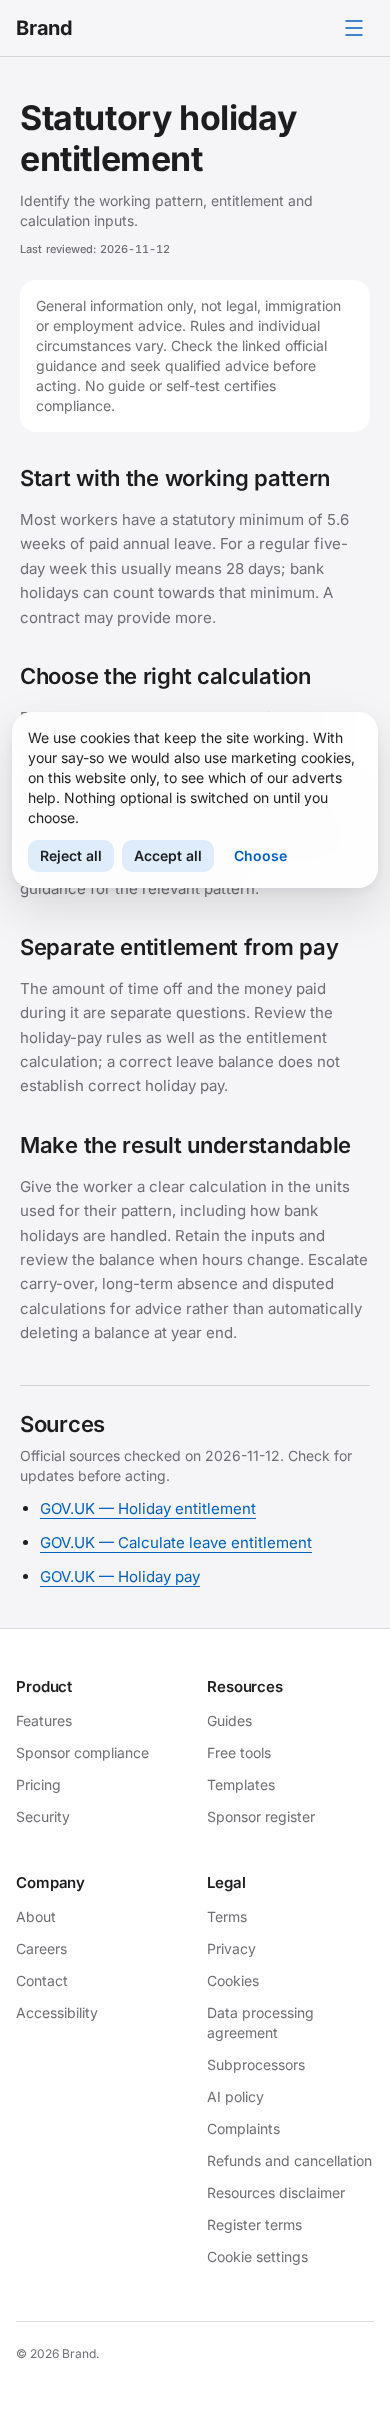 Brand
Statutory holiday
entitlement
Identify the working pattern, entitlement and
calculation inputs.
Last reviewed: 2026-11-12
General information only, not legal, immigration
or employment advice. Rules and individual
circumstances vary. Check the linked official
guidance and seek qualified advice before
acting. No guide or self-test certifies
compliance.
Start with the working pattern
Most workers have a statutory minimum of 5.6
weeks of paid annual leave. For a regular five-
day week this usually means 28 days; bank
holidays can count towards that minimum. A
contract may provide more.
Choose the right calculation
We use cookies that keep the site working. With
your say-so we would also use marketing cookies,
on this website only, to see which of our adverts
help. Nothing optional is switched on until you
choose.
Reject all
Accept all
Choose
guidance for the relevant pattern.
Separate entitlement from pay
The amount of time off and the money paid
during it are separate questions. Review the
holiday-pay rules as well as the entitlement
calculation; a correct leave balance does not
establish correct holiday pay.
Make the result understandable
Give the worker a clear calculation in the units
used for their pattern, including how bank
holidays are handled. Retain the inputs and
review the balance when hours change. Escalate
carry-over, long-term absence and disputed
calculations for advice rather than automatically
deleting a balance at year end.
Sources
Official sources checked on 2026-11-12. Check for
updates before acting.
GOV.UK — Holiday entitlement
GOV.UK — Calculate leave entitlement
GOV.UK — Holiday pay
Product
Features
Sponsor compliance
Pricing
Security
Resources
Guides
Free tools
Templates
Sponsor register
Company
About
Careers
Contact
Accessibility
Legal
Terms
Privacy
Cookies
Data processing
agreement
Subprocessors
AI policy
Complaints
Refunds and cancellation
Resources disclaimer
Register terms
Cookie settings
© 2026 Brand.